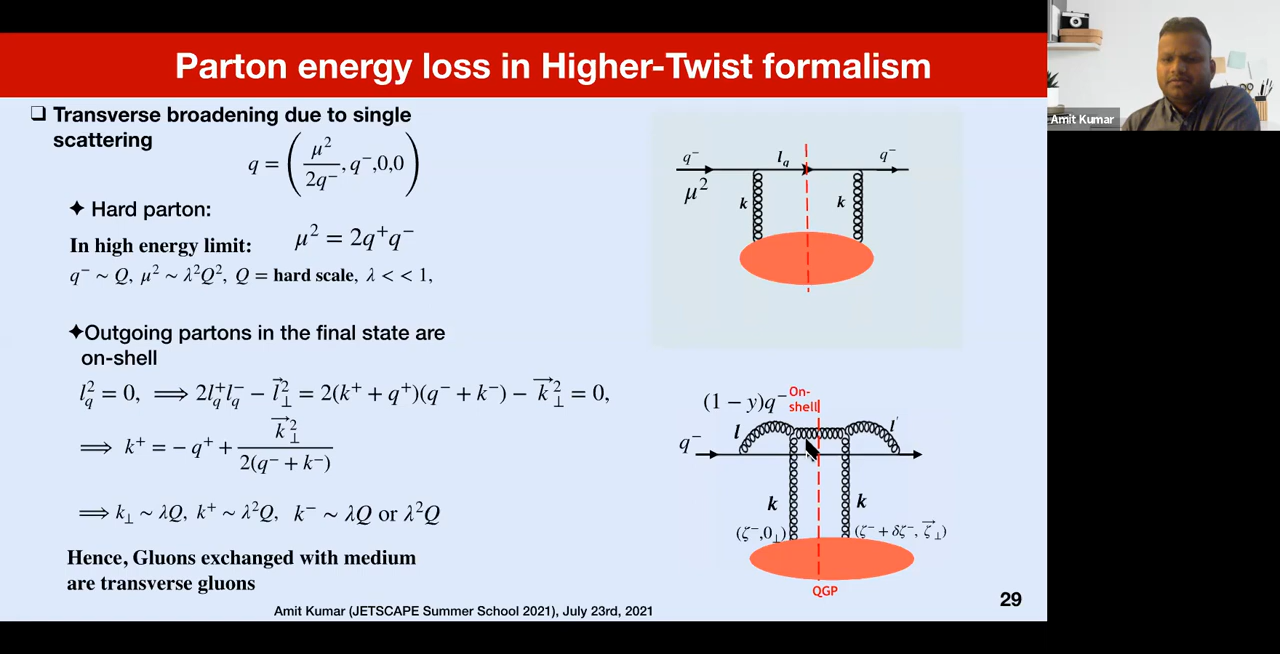 Parton energy loss in Higher-Twist formalism
Amit Kumar
❑ Transverse broadening due to single
scattering
q = (μ²/2q⁻, q⁻,0,0)
✦ Hard parton:
In high energy limit: μ² = 2q⁺q⁻
q⁻ ~ Q, μ² ~ λ²Q², Q = hard scale, λ < < 1,
✦Outgoing partons in the final state are
on-shell
l_q² = 0, ⟹ 2l_q⁺l_q⁻ − l⃗_⊥² = 2(k⁺ + q⁺)(q⁻ + k⁻) − k⃗_⊥² = 0,
⟹ k⁺ = − q⁺ + k⃗_⊥²/2(q⁻ + k⁻)
⟹ k_⊥ ~ λQ, k⁺ ~ λ²Q, k⁻ ~ λQ or λ²Q
Hence, Gluons exchanged with medium
are transverse gluons
q⁻ l_q q⁻
μ²
k k
(1 − y)q⁻
On-
shell
l l′
q⁻
k k
(ζ⁻,0_⊥) (ζ⁻ + δζ⁻, ζ⃗_⊥)
QGP
Amit Kumar (JETSCAPE Summer School 2021), July 23rd, 2021
29